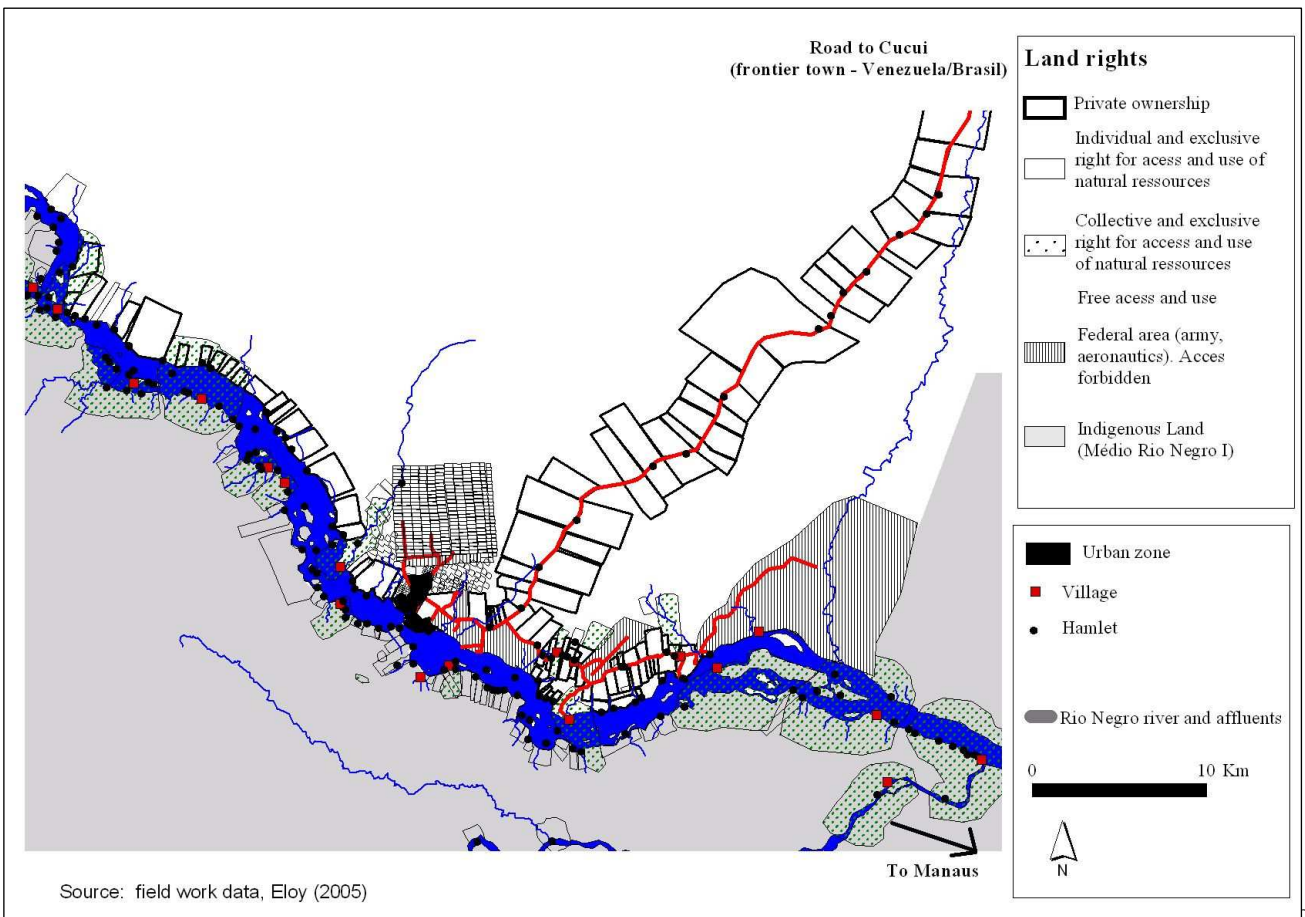 Road to Cucui
(frontier town - Venezuela/Brasil)
Land rights
Private ownership
Individual and exclusive
right for acess and use of
natural ressources
Collective and exclusive
right for access and use
of natural ressources
Free acess and use
Federal area (army,
aeronautics). Acces
forbidden
Indigenous Land
(Médio Rio Negro I)
Urban zone
Village
Hamlet
Rio Negro river and affluents
0 10 Km
N
To Manaus
Source: field work data, Eloy (2005)